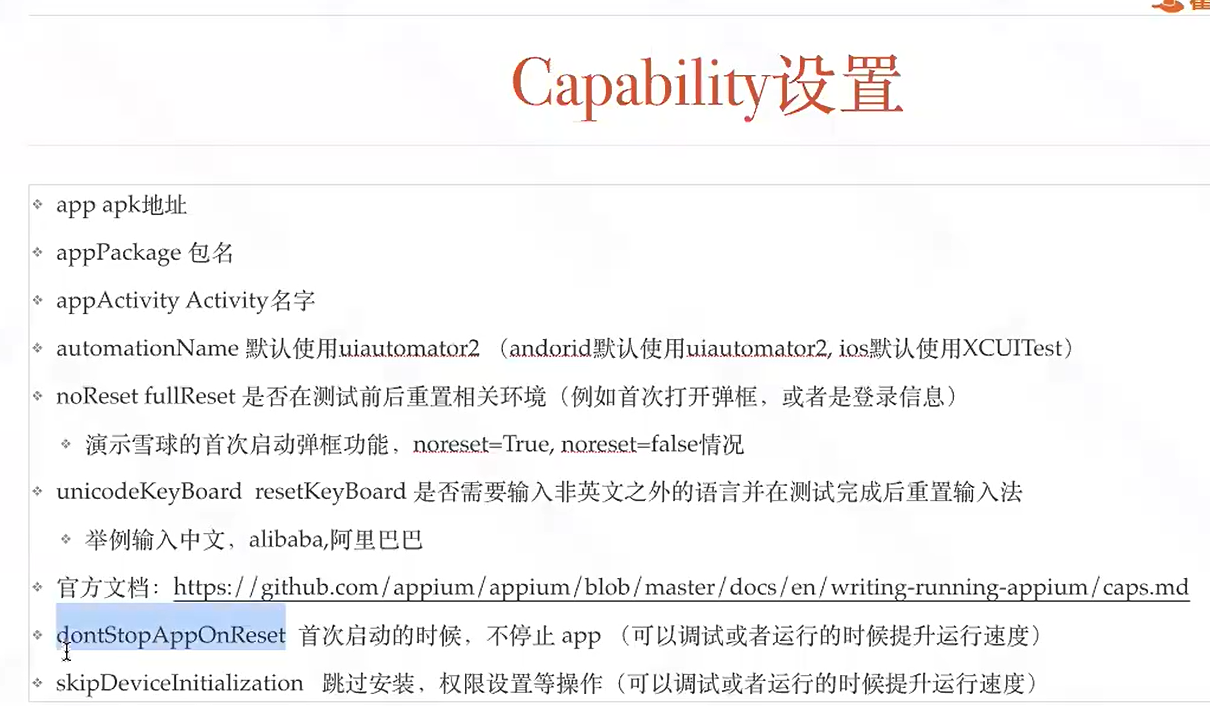 Capability设置
app apk地址
appPackage 包名
appActivity Activity名字
automationName 默认使用uiautomator2 （andorid默认使用uiautomator2, ios默认使用XCUITest）
noReset fullReset 是否在测试前后重置相关环境（例如首次打开弹框，或者是登录信息）
演示雪球的首次启动弹框功能，noreset=True, noreset=false情况
unicodeKeyBoard resetKeyBoard 是否需要输入非英文之外的语言并在测试完成后重置输入法
举例输入中文，alibaba,阿里巴巴
官方文档：https://github.com/appium/appium/blob/master/docs/en/writing-running-appium/caps.md
dontStopAppOnReset 首次启动的时候，不停止 app （可以调试或者运行的时候提升运行速度）
skipDeviceInitialization 跳过安装，权限设置等操作（可以调试或者运行的时候提升运行速度）